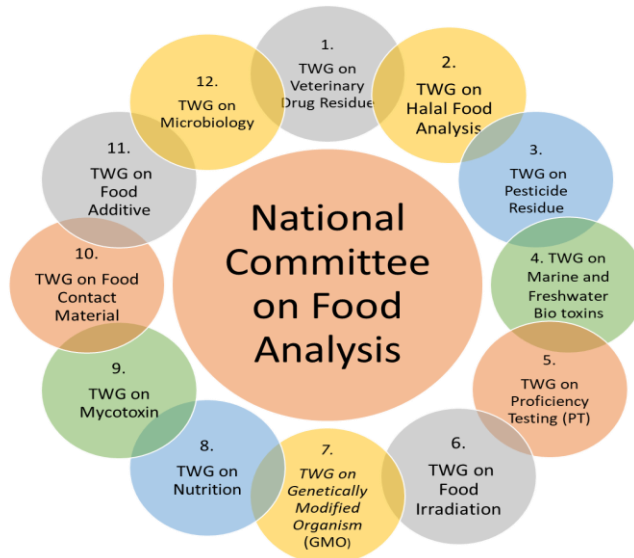 National
Committee
on Food
Analysis
1.
TWG on
Veterinary
Drug Residue
2.
TWG on
Halal Food
Analysis
3.
TWG on
Pesticide
Residue
4. TWG on
Marine and
Freshwater
Bio toxins
5.
TWG on
Proficiency
Testing (PT)
6.
TWG on
Food
Irradiation
7.
TWG on
Genetically
Modified
Organism
(GMO)
8.
TWG on
Nutrition
9.
TWG on
Mycotoxin
10.
TWG on Food
Contact
Material
11.
TWG on
Food
Additive
12.
TWG on
Microbiology